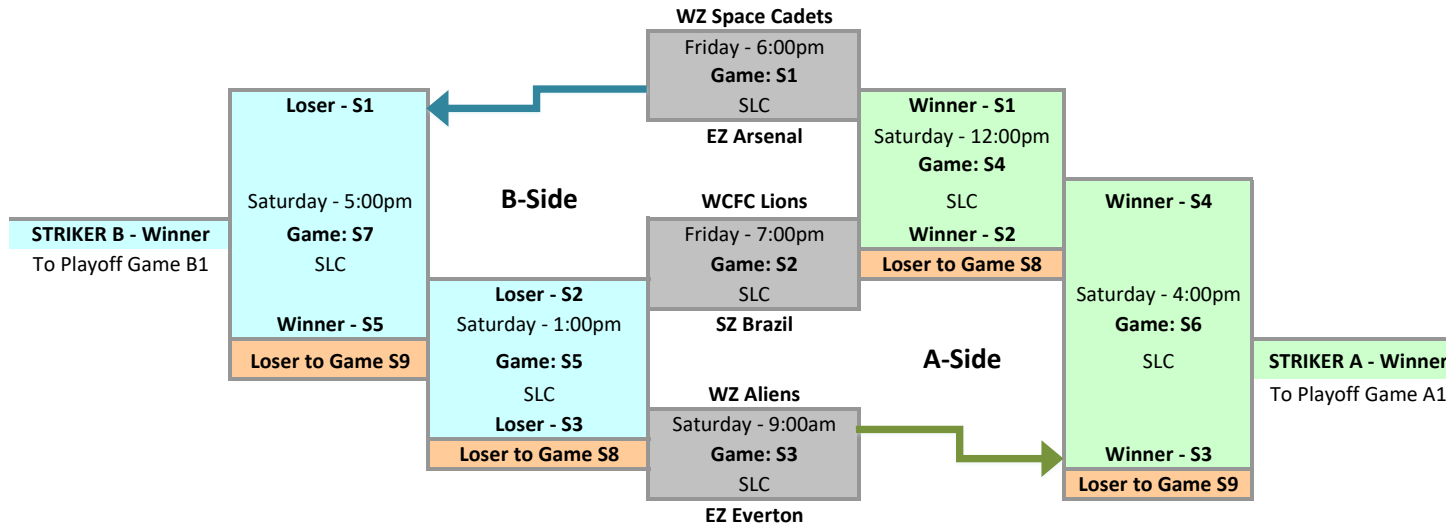 WZ Space Cadets
Friday - 6:00pm
Game: S1
SLC
EZ Arsenal
Loser - S1
Saturday - 5:00pm
Game: S7
SLC
Winner - S5
Loser to Game S9
STRIKER B - Winner
To Playoff Game B1
B-Side
Winner - S1
Saturday - 12:00pm
Game: S4
SLC
Winner - S2
Loser to Game S8
WCFC Lions
Friday - 7:00pm
Game: S2
SLC
SZ Brazil
Winner - S4
Saturday - 4:00pm
Game: S6
SLC
Winner - S3
Loser to Game S9
Loser - S2
Saturday - 1:00pm
Game: S5
SLC
Loser - S3
Loser to Game S8
A-Side
STRIKER A - Winner
To Playoff Game A1
WZ Aliens
Saturday - 9:00am
Game: S3
SLC
EZ Everton